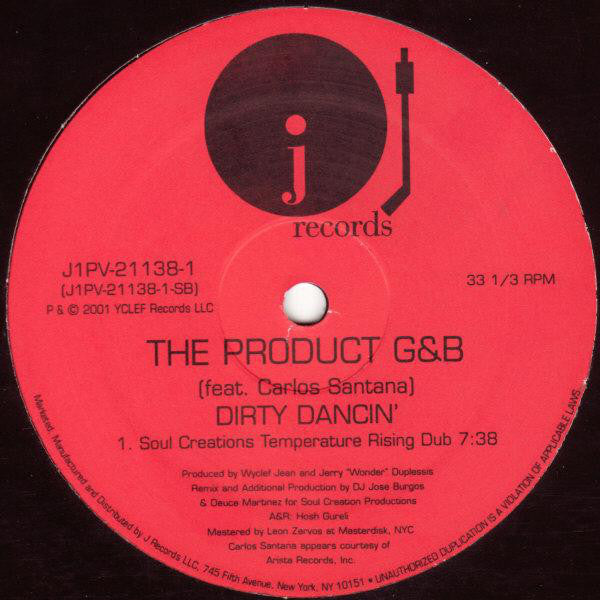 j
records
J1PV-21138-1
(J1PV-21138-1-SB)
P & © 2001 YCLEF Records LLC
33 1/3 RPM
THE PRODUCT G&B
(feat. Carlos Santana)
DIRTY DANCIN'
1. Soul Creations Temperature Rising Dub 7:38
Produced by Wyclef Jean and Jerry "Wonder" Duplessis
Remix and Additional Production by DJ Jose Burgos
& Deuce Martinez for Soul Creation Productions
A&R: Hosh Gureli
Mastered by Leon Zervos at Masterdisk, NYC
Carlos Santana appears courtesy of
Arista Records, Inc.
Marketed, Manufactured and Distributed by J Records LLC, 745 Fifth Avenue, New York, NY 10151 • UNAUTHORIZED DUPLICATION IS A VIOLATION OF APPLICABLE LAWS.